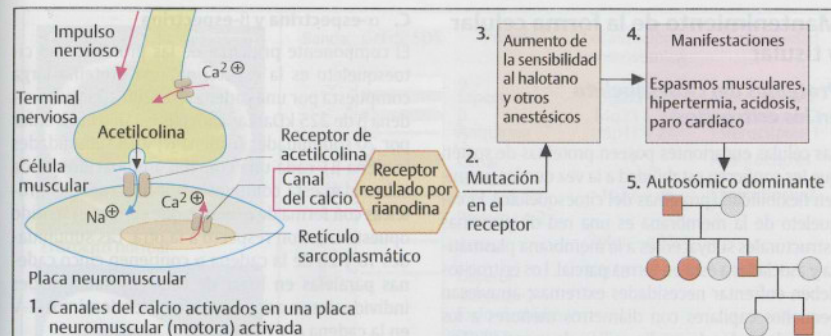 Impulso
nervioso
Ca²⊕
Terminal
nerviosa
Acetilcolina
Célula
muscular
Ca²⊕
Na⊕
Receptor de
acetilcolina
Canal
del calcio
Retículo
sarcoplasmático
Placa neuromuscular
1. Canales del calcio activados en una placa
neuromuscular (motora) activada
Receptor
regulado por
rianodina
2.
Mutación
en el
receptor
3.
Aumento de
la sensibilidad
al halotano
y otros
anestésicos
4.
Manifestaciones
Espasmos musculares,
hipertermia, acidosis,
paro cardíaco
5. Autosómico dominante